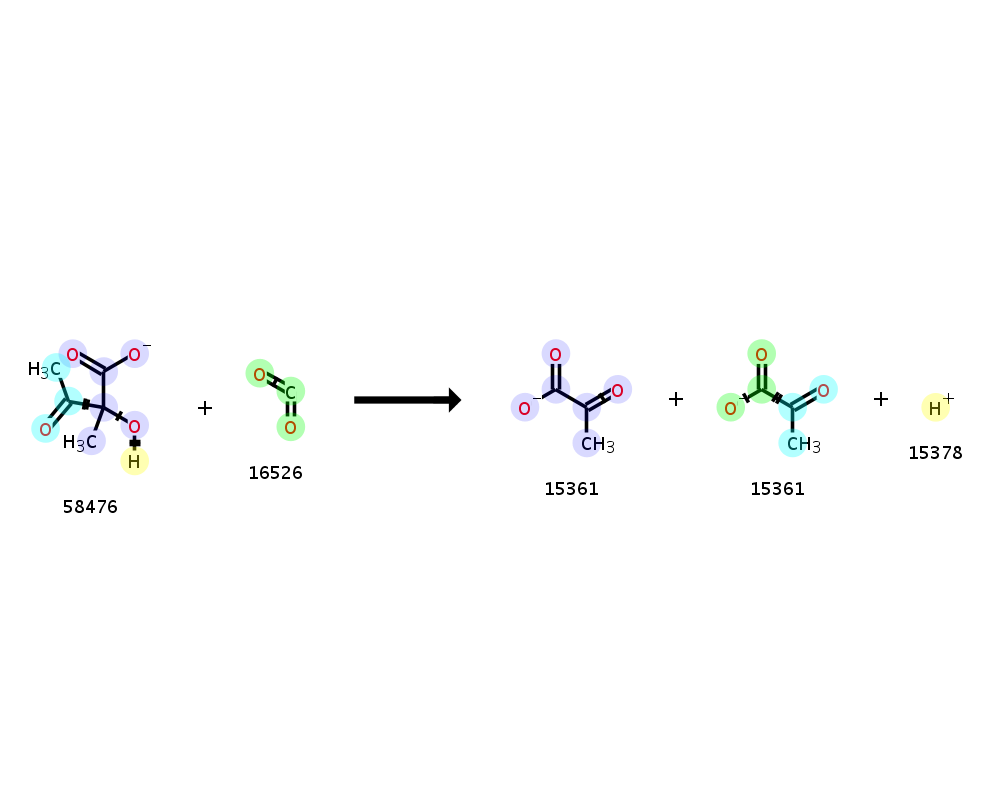 O O⁻ H₃C O H₃C O H
+
O C O
O O⁻ O CH₃
+
O O⁻ O CH₃
+
H⁺
58476
16526
15361
15361
15378